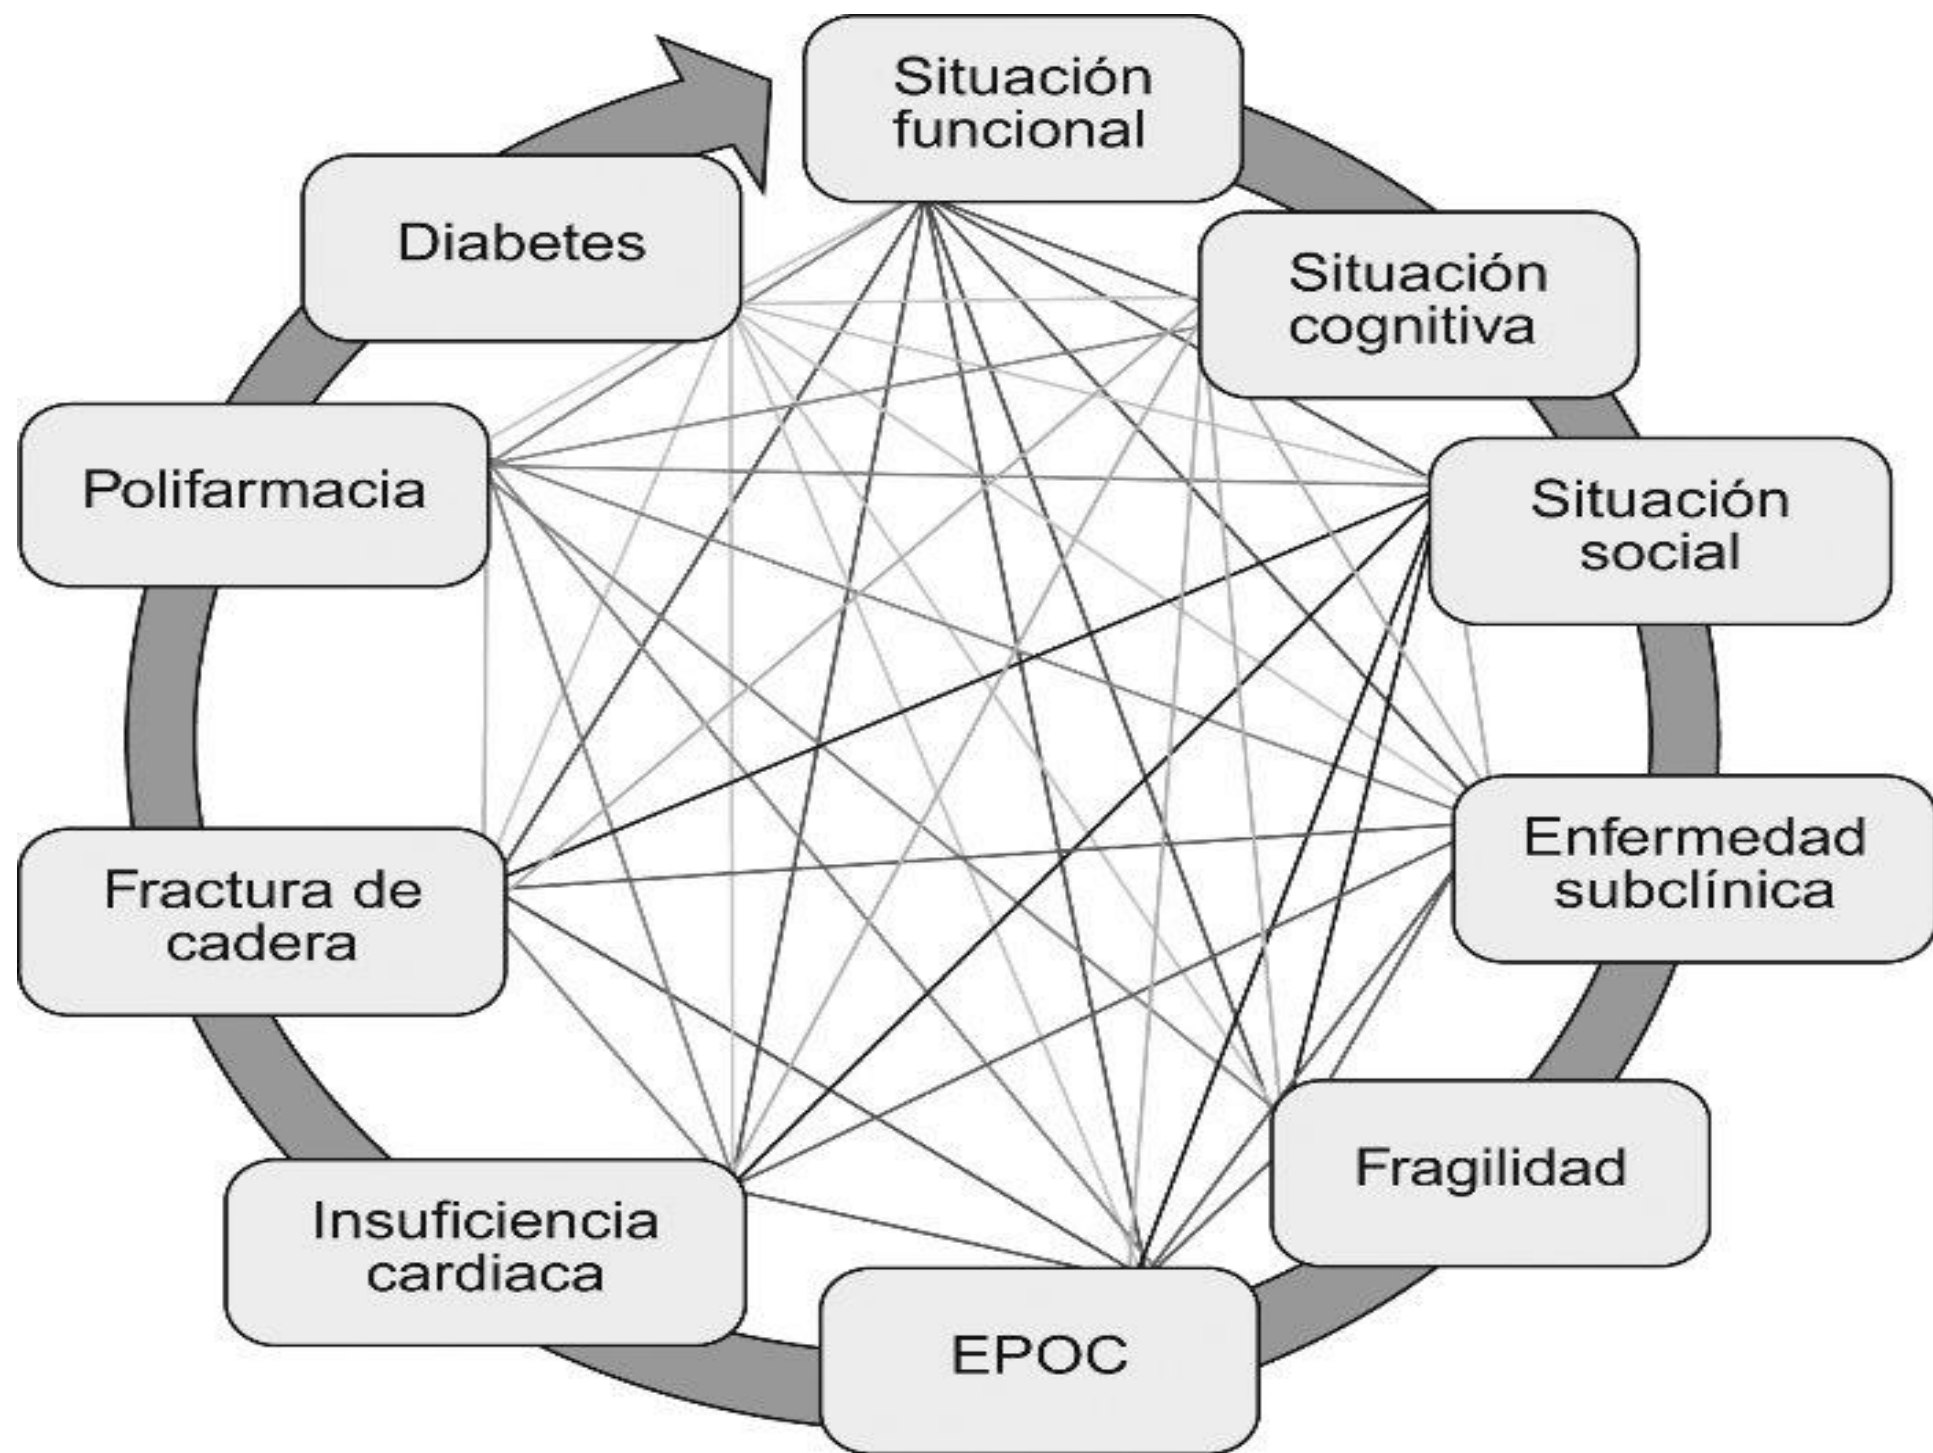 Situación
funcional
Situación
cognitiva
Situación
social
Enfermedad
subclínica
Fragilidad
EPOC
Insuficiencia
cardiaca
Fractura de
cadera
Polifarmacia
Diabetes